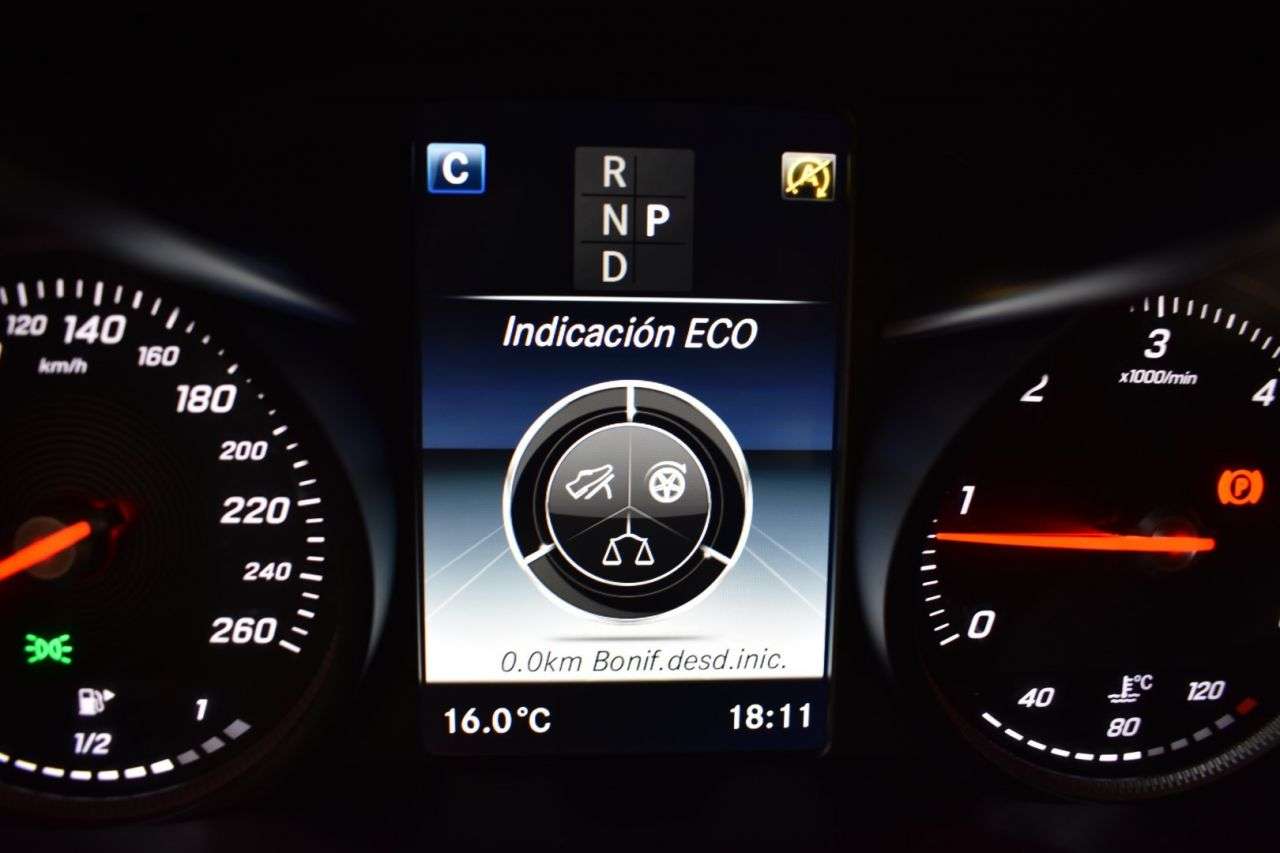 120
140
160
km/h
180
200
220
240
260
1/2
1
C
R
N P
D
A
Indicación ECO
0.0km Bonif.desd.inic.
16.0°C
18:11
0
1
2
3
4
x1000/min
P
40
80
120
°C